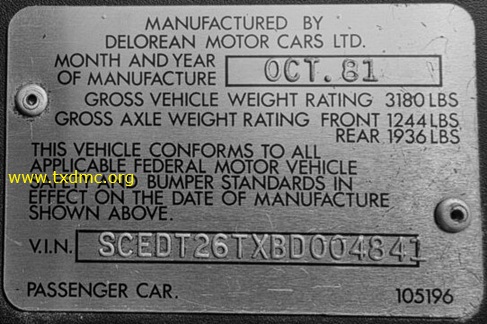 MANUFACTURED BY
DELOREAN MOTOR CARS LTD.
MONTH AND YEAR
OF MANUFACTURE OCT. 81
GROSS VEHICLE WEIGHT RATING 3180 LBS
GROSS AXLE WEIGHT RATING FRONT 1244 LBS
REAR 1936 LBS
THIS VEHICLE CONFORMS TO ALL
APPLICABLE FEDERAL MOTOR VEHICLE
www.txdmc.org
BUMPER STANDARDS IN
EFFECT ON THE DATE OF MANUFACTURE
SHOWN ABOVE.
V.I.N. SCEDT26TXBD004841
PASSENGER CAR. 105196